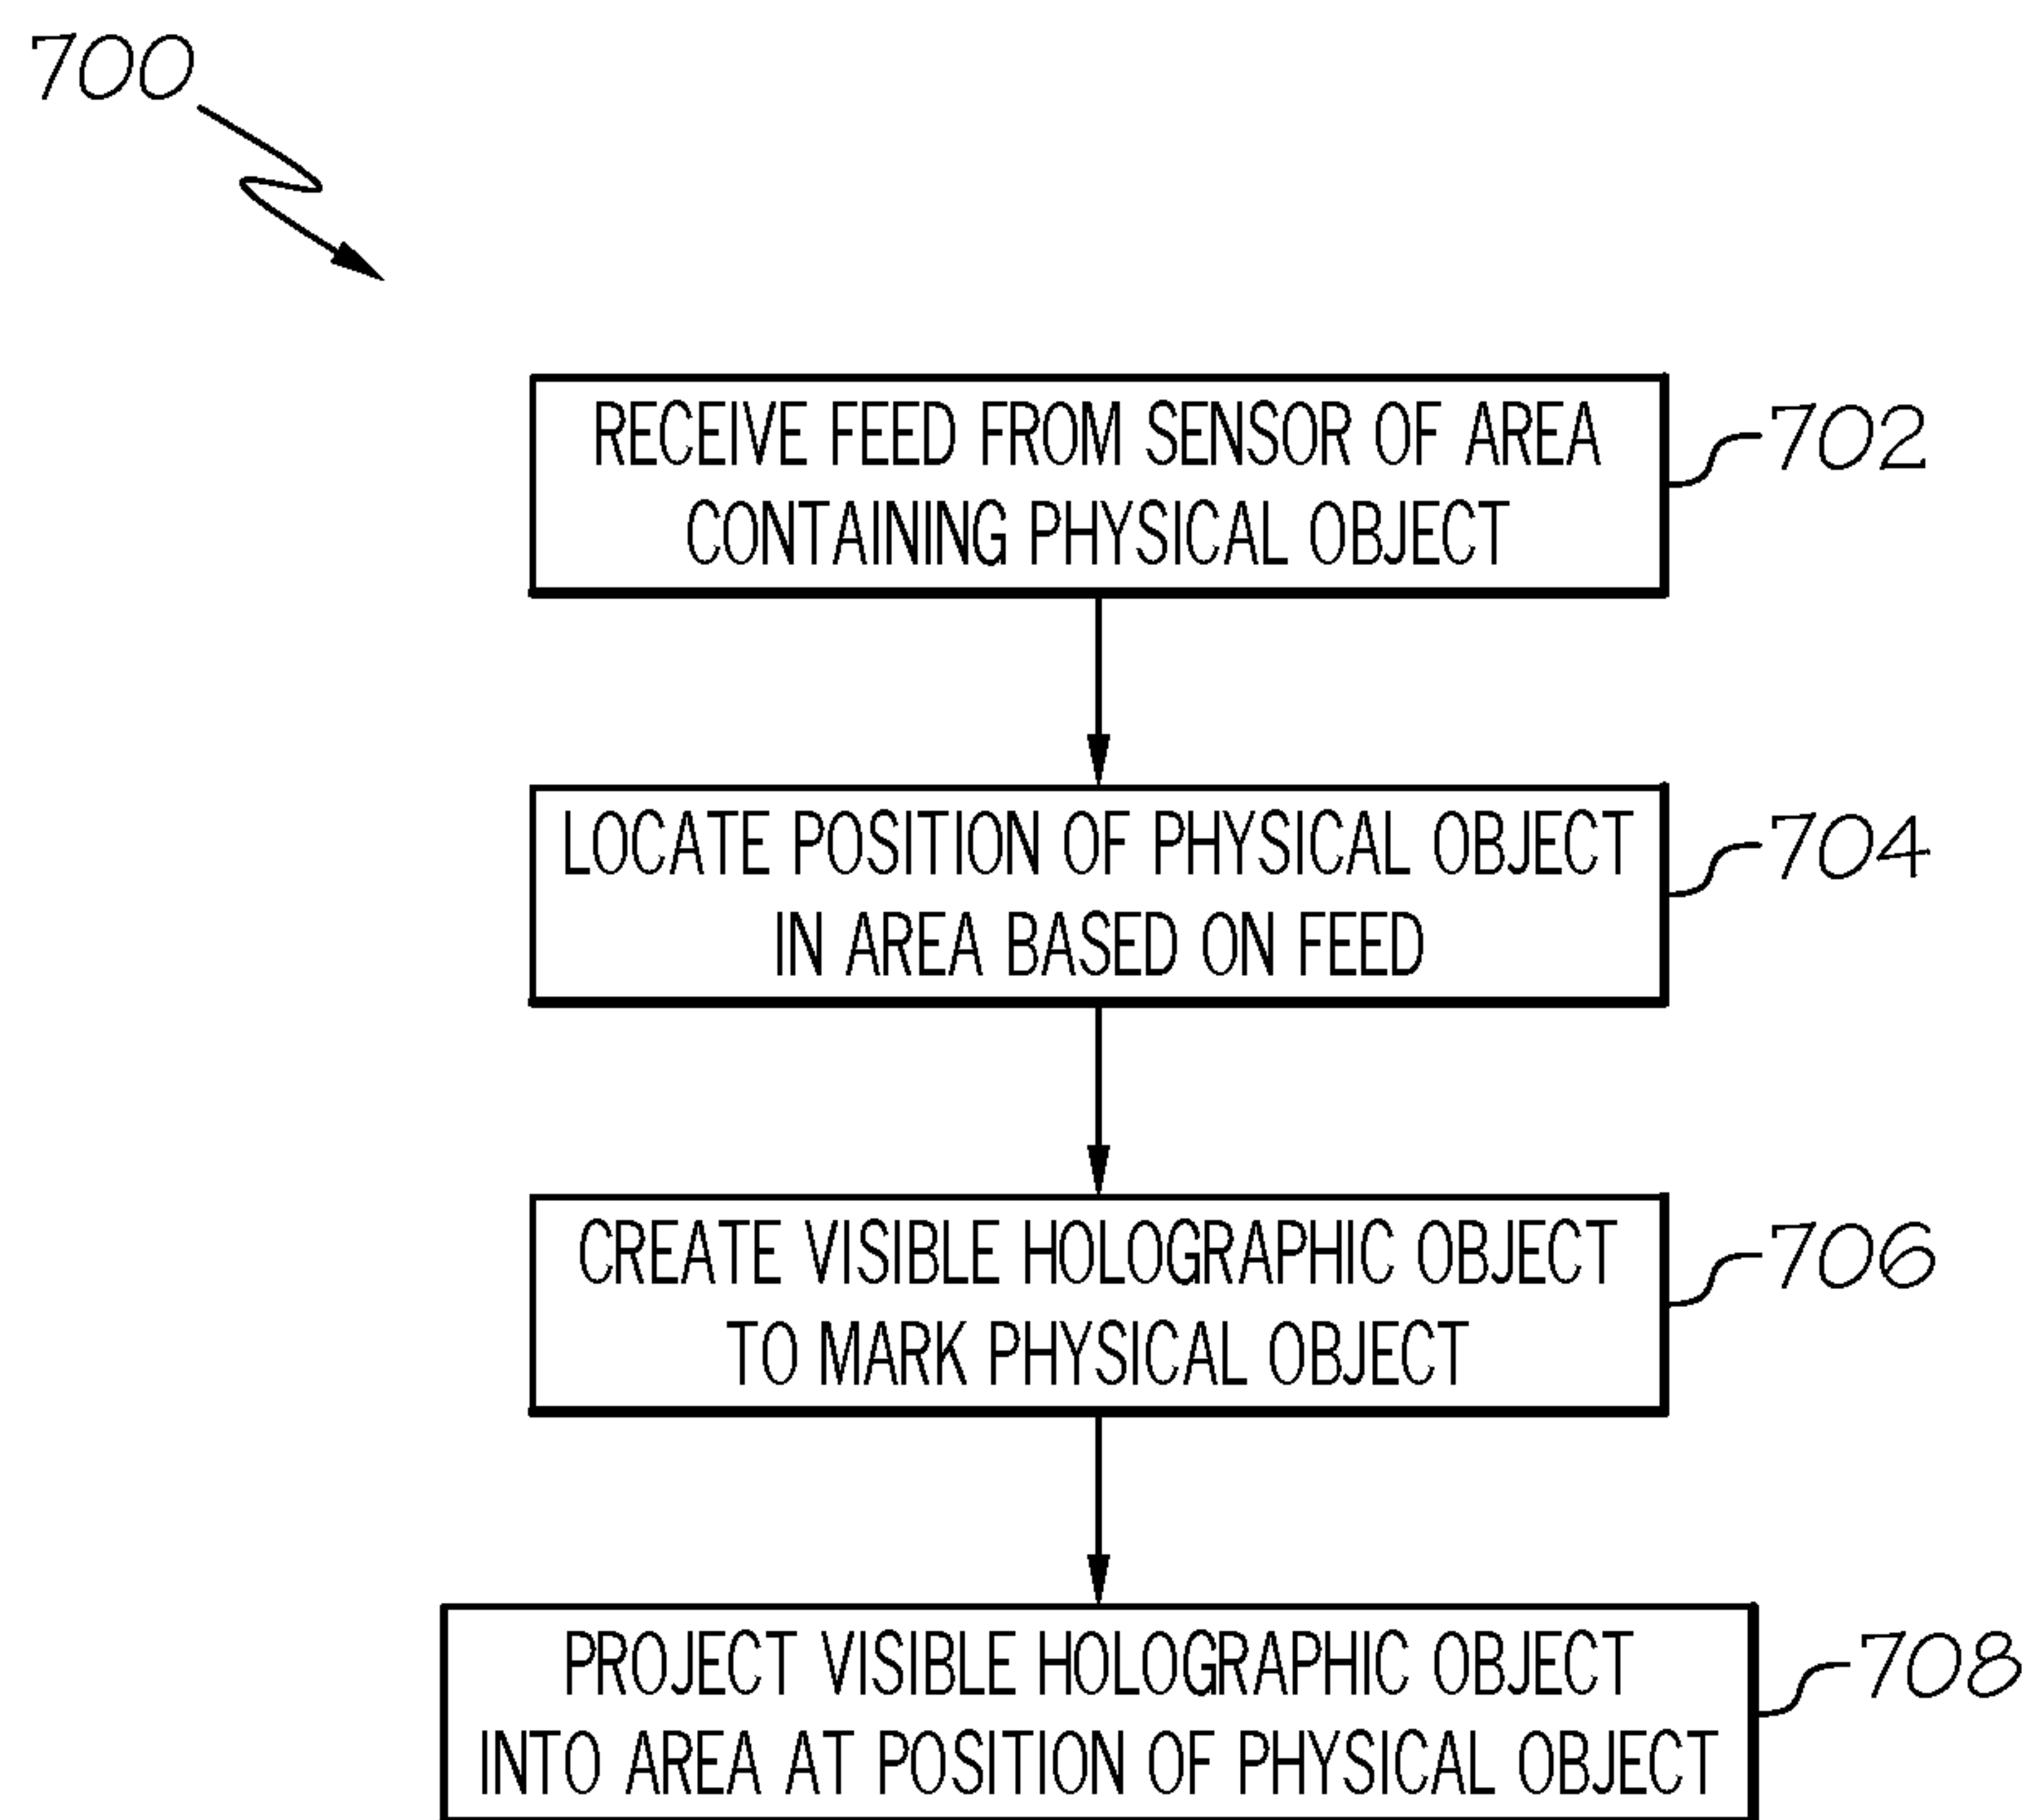 700
RECEIVE FEED FROM SENSOR OF AREA
CONTAINING PHYSICAL OBJECT
702
LOCATE POSITION OF PHYSICAL OBJECT
IN AREA BASED ON FEED
704
CREATE VISIBLE HOLOGRAPHIC OBJECT
TO MARK PHYSICAL OBJECT
706
PROJECT VISIBLE HOLOGRAPHIC OBJECT
INTO AREA AT POSITION OF PHYSICAL OBJECT
708